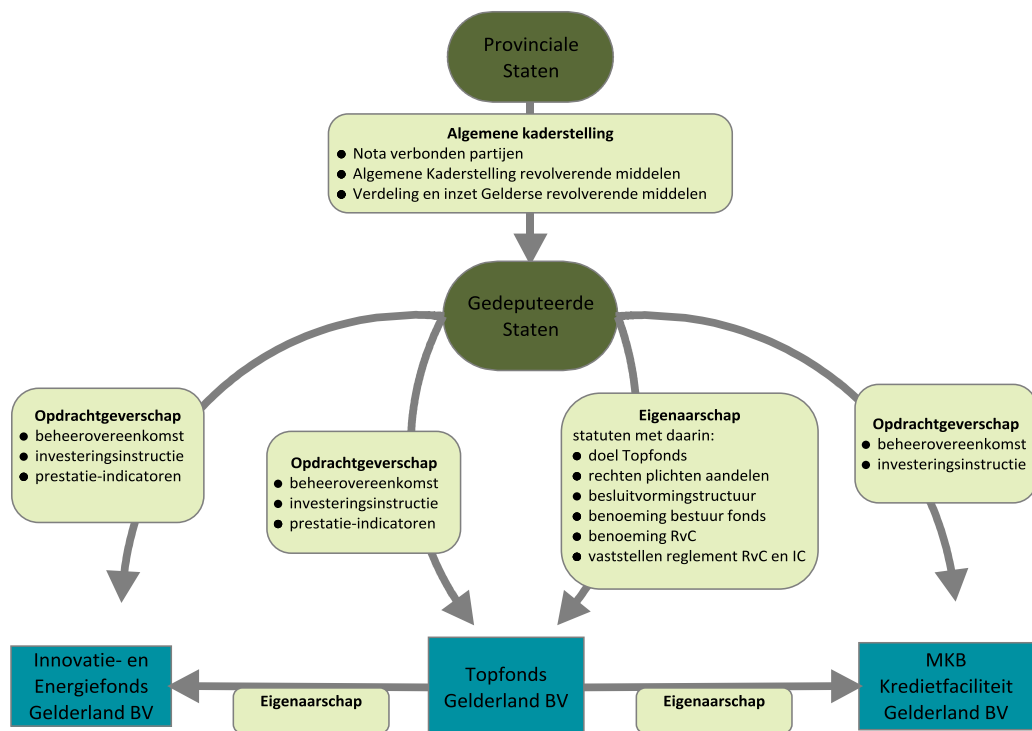 Provinciale
Staten
Algemene kaderstelling
● Nota verbonden partijen
● Algemene Kaderstelling revolverende middelen
● Verdeling en inzet Gelderse revolverende middelen
Gedeputeerde
Staten
Opdrachtgeverschap
● beheerovereenkomst
● investeringsinstructie
● prestatie-indicatoren
Opdrachtgeverschap
● beheerovereenkomst
● investeringsinstructie
● prestatie-indicatoren
Eigenaarschap
statuten met daarin:
● doel Topfonds
● rechten plichten aandelen
● besluitvormingstructuur
● benoeming bestuur fonds
● benoeming RvC
● vaststellen reglement RvC en IC
Opdrachtgeverschap
● beheerovereenkomst
● investeringsinstructie
Innovatie- en
Energiefonds
Gelderland BV
Eigenaarschap
Topfonds
Gelderland BV
Eigenaarschap
MKB
Kredietfaciliteit
Gelderland BV